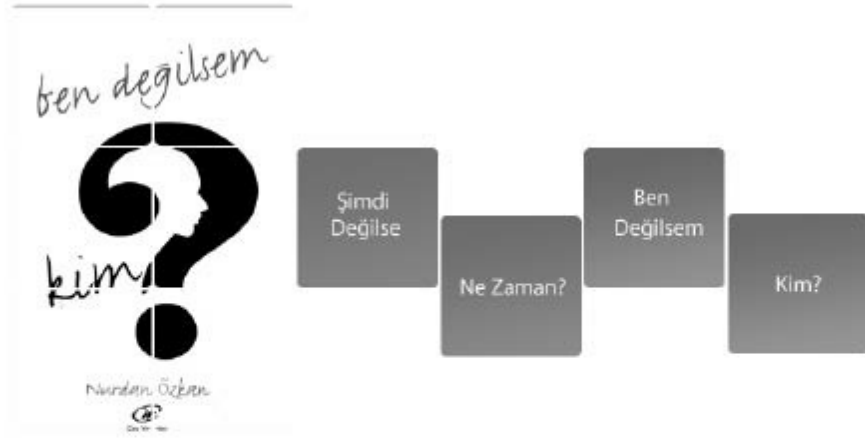 ben değilsem
kim
Nurdan Özkan
Şimdi
Değilse
Ne Zaman?
Ben
Değilsem
Kim?